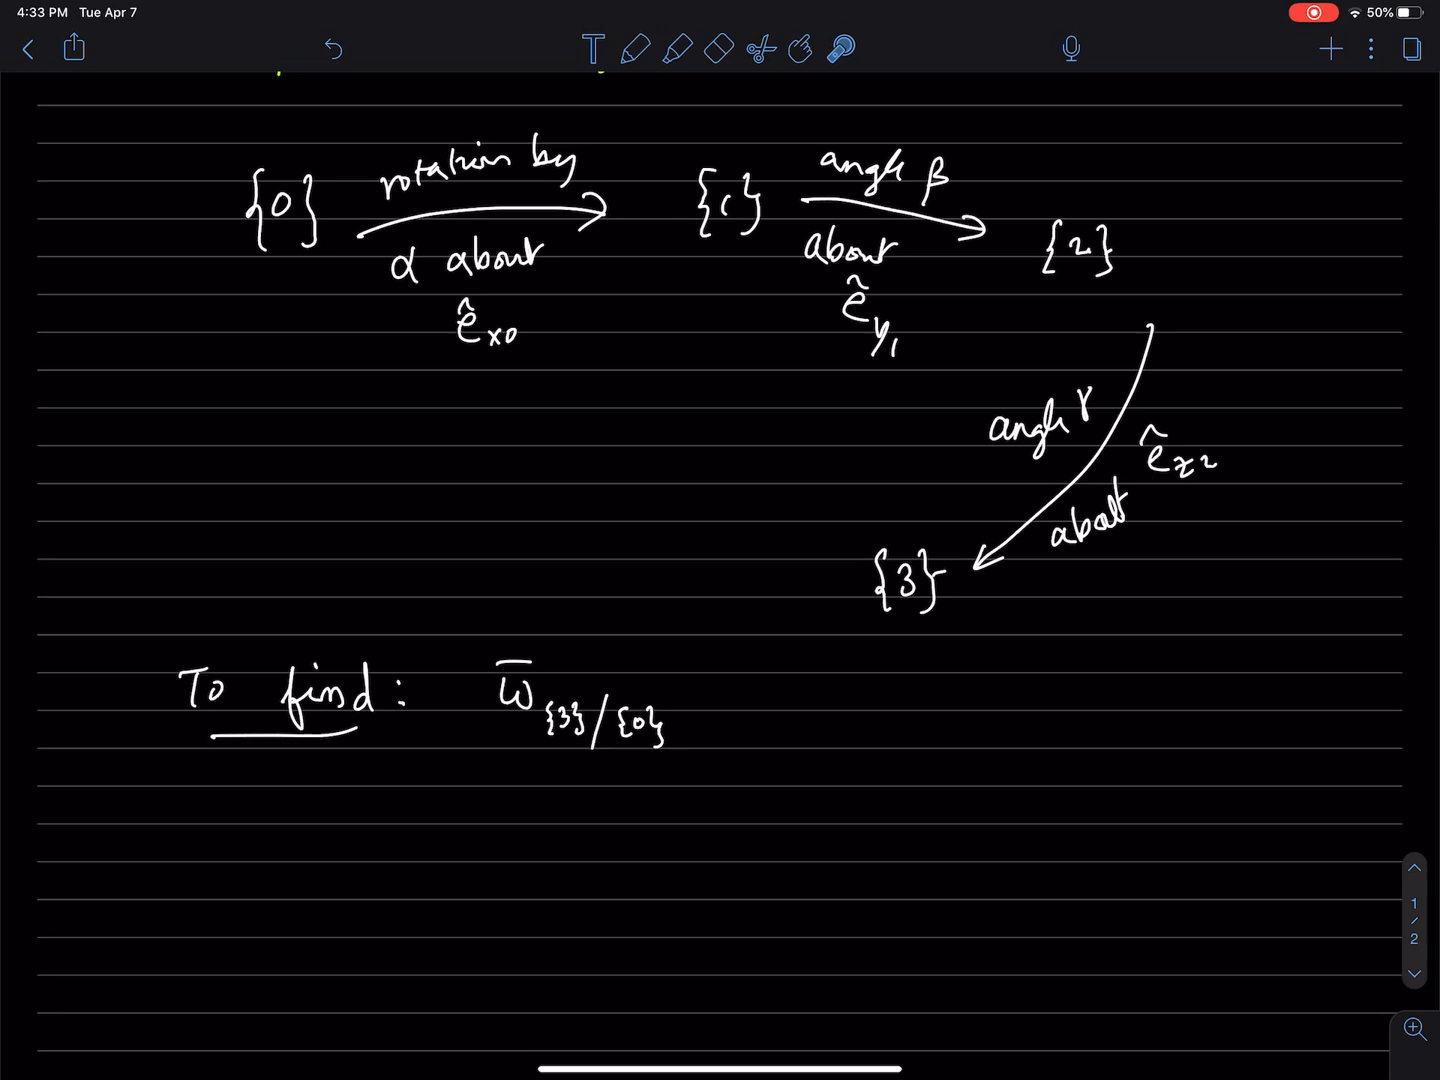 4:33 PM Tue Apr 7
50%
{0} rotation by α about ê_x0 {1} angle β about ê_y1 {2}
angle γ about ê_z2
{3}
To find: ω̅_{3}/{0}
1
/
2